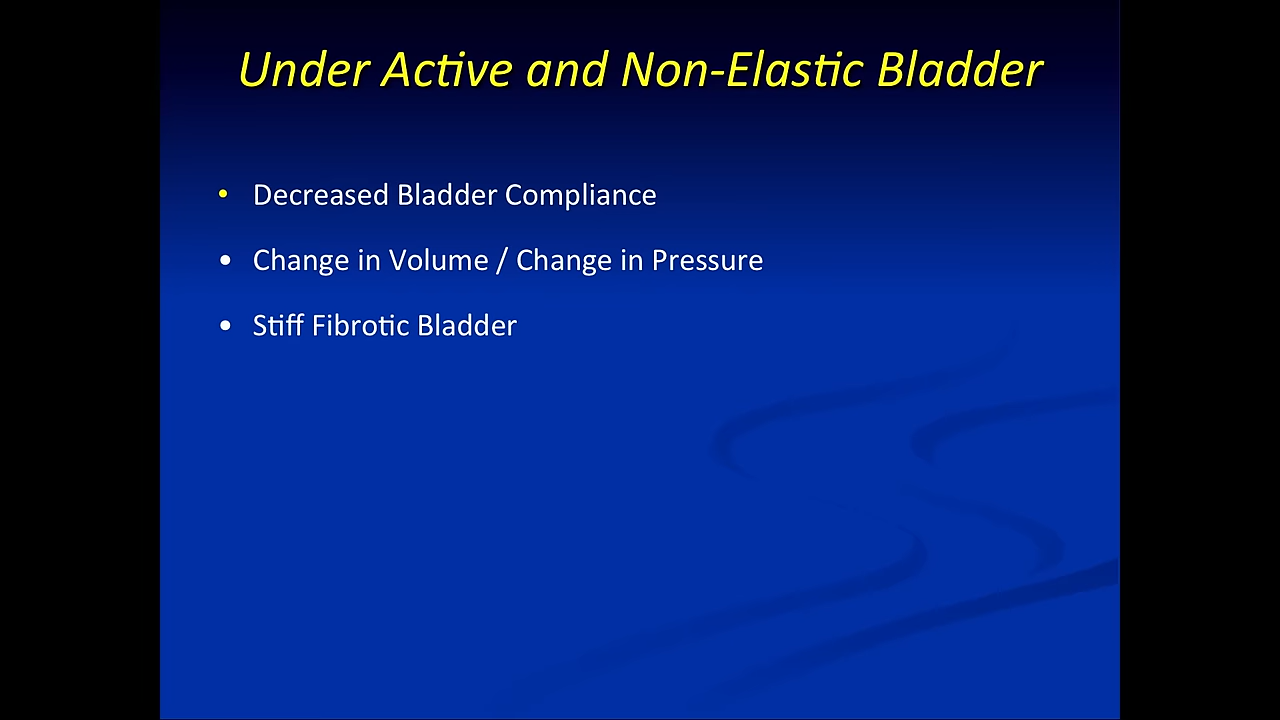 Under Active and Non-Elastic Bladder
• Decreased Bladder Compliance
• Change in Volume / Change in Pressure
• Stiff Fibrotic Bladder